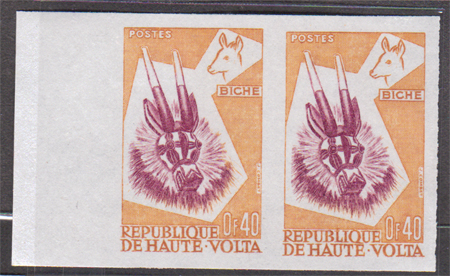 POSTES
BICHE
REPUBLIQUE 0F40
DE HAUTE·VOLTA
POSTES
BICHE
REPUBLIQUE 0F40
DE HAUTE·VOLTA